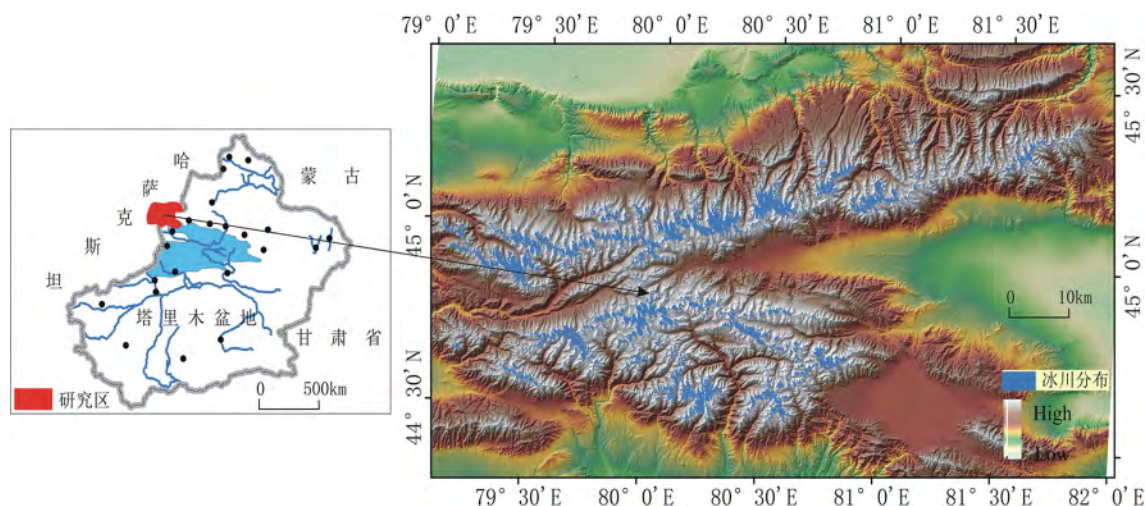 79° 0'E 79° 30'E 80° 0'E 80° 30'E 81° 0'E 81° 30'E
45° 30'N
45° 0'N
44° 30'N
45° 0'N
45° 30'N
哈
萨
克
斯
坦
蒙 古
塔 里 木 盆 地
甘 肃 省
研究区
0 500km
0 10km
冰川分布
High
Low
79° 30'E 80° 0'E 80° 30'E 81° 0'E 81° 30'E 82° 0'E